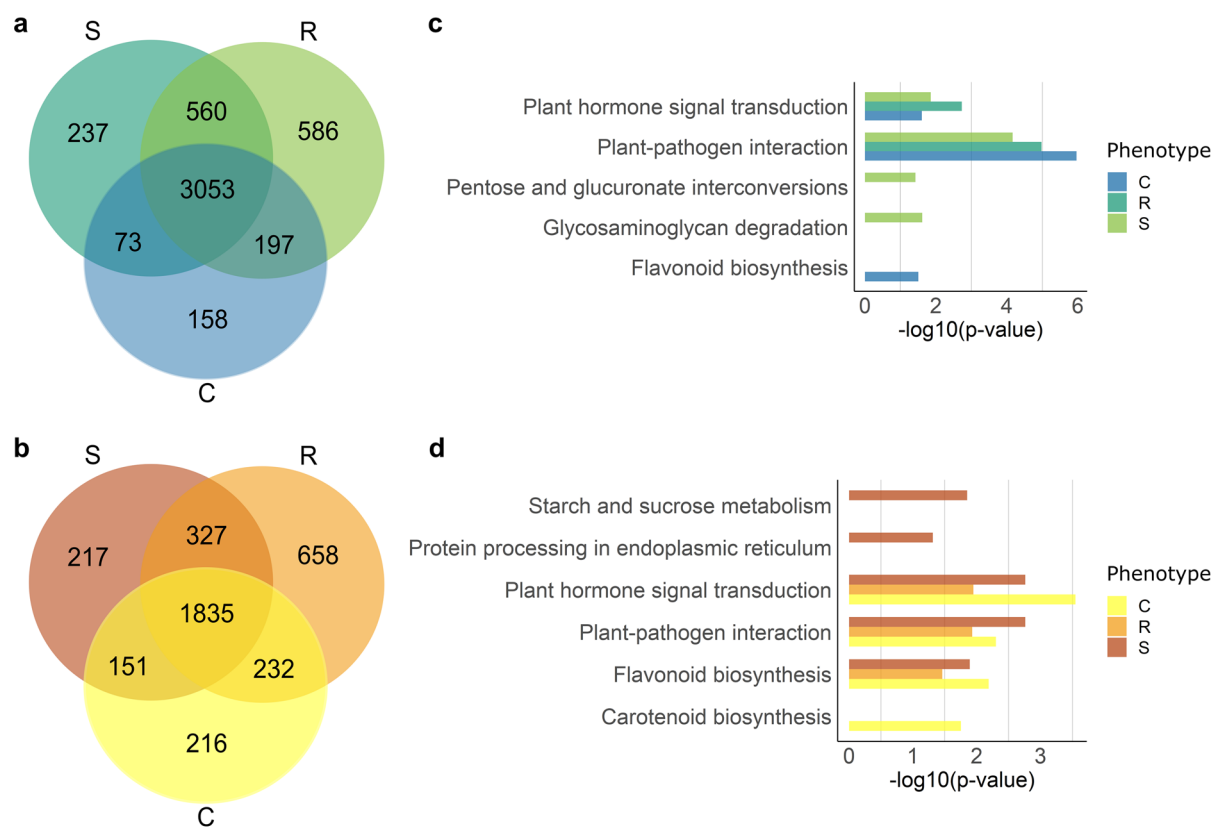 a
S
R
560
237
586
3053
73
197
158
C
c
Plant hormone signal transduction
Plant-pathogen interaction
Pentose and glucuronate interconversions
Glycosaminoglycan degradation
Flavonoid biosynthesis
0 2 4 6
-log10(p-value)
Phenotype
C
R
S
b
S
R
327
217
658
1835
151
232
216
C
d
Starch and sucrose metabolism
Protein processing in endoplasmic reticulum
Plant hormone signal transduction
Plant-pathogen interaction
Flavonoid biosynthesis
Carotenoid biosynthesis
0 1 2 3
-log10(p-value)
Phenotype
C
R
S